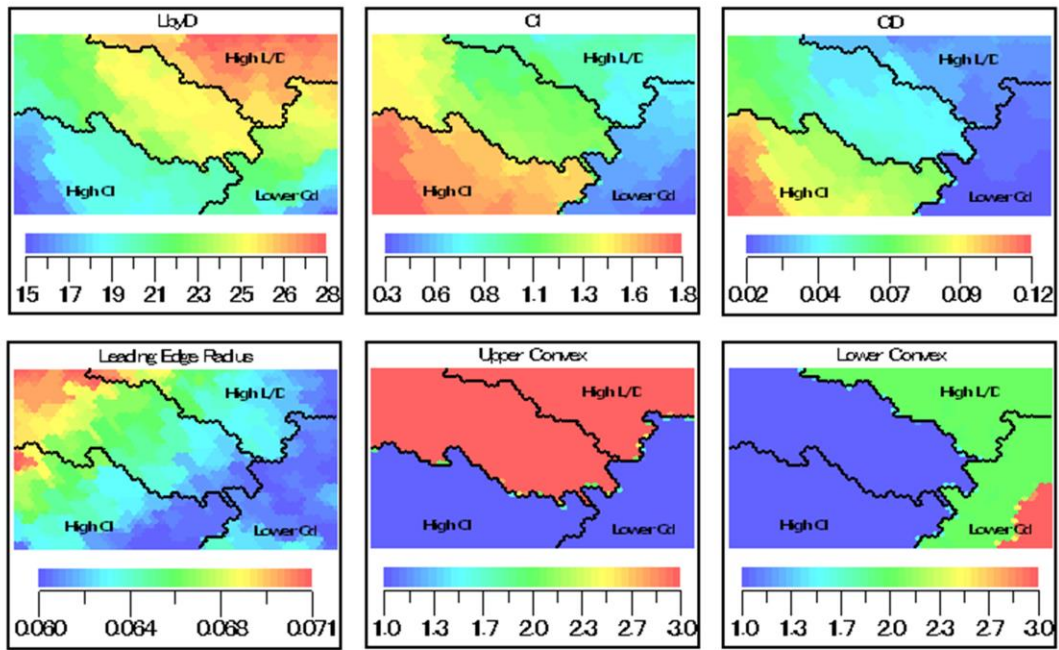 LbyD
High L/D
High Cl
Lower Cd
15 17 19 21 23 25 26 28
Cl
High L/D
High Cl
Lower Cd
0.3 0.6 0.8 1.1 1.3 1.6 1.8
CD
High L/D
High Cl
Lower Cd
0.02 0.04 0.07 0.09 0.12
Leading Edge Radius
High L/D
High Cl
Lower Cd
0.060 0.064 0.068 0.071
Upper Convex
High L/D
High Cl
Lower Cd
1.0 1.3 1.7 2.0 2.3 2.7 3.0
Lower Convex
High L/D
High Cl
Lower Cd
1.0 1.3 1.7 2.0 2.3 2.7 3.0